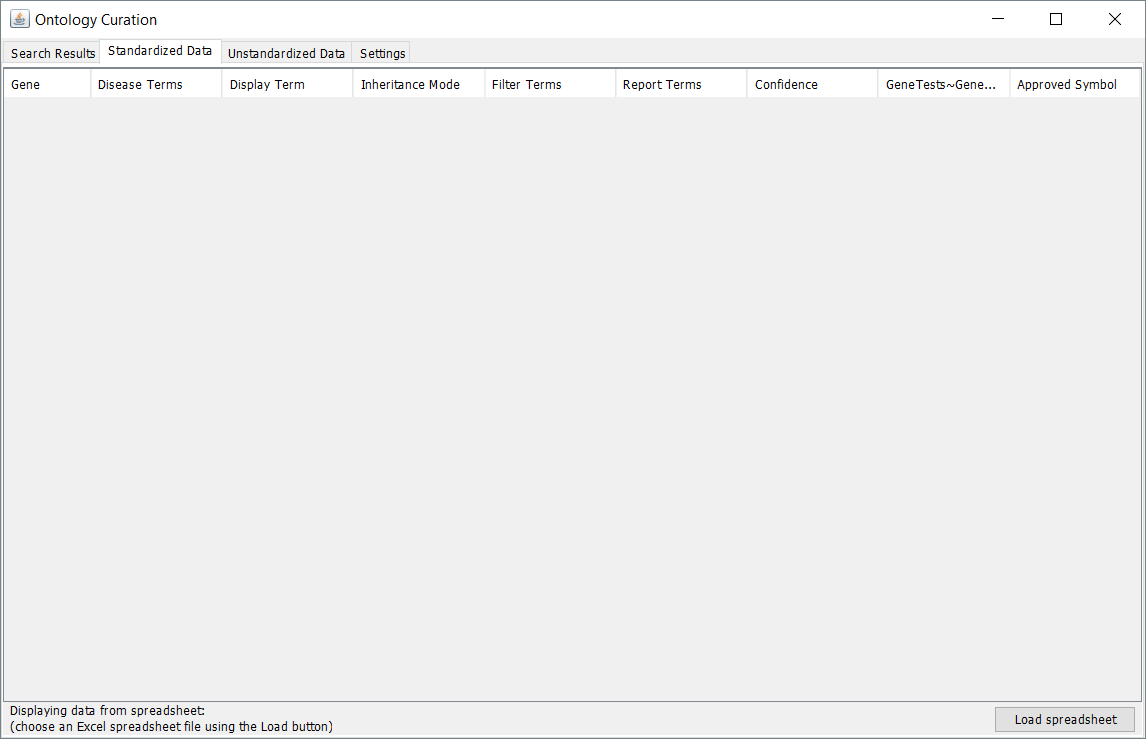 Ontology Curation
Search Results Standardized Data Unstandardized Data Settings
Gene Disease Terms Display Term Inheritance Mode Filter Terms Report Terms Confidence GeneTests~Gene... Approved Symbol
Displaying data from spreadsheet:
(choose an Excel spreadsheet file using the Load button)
Load spreadsheet